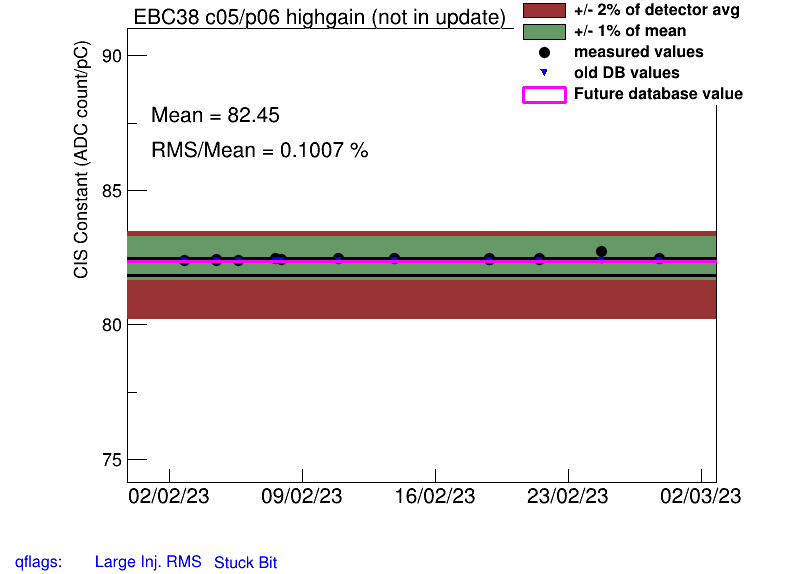 EBC38 c05/p06 highgain (not in update)
+/- 2% of detector avg
+/- 1% of mean
measured values
old DB values
Future database value
Mean = 82.45
RMS/Mean = 0.1007 %
CIS Constant (ADC count/pC)
90
85
80
75
02/02/23 09/02/23 16/02/23 23/02/23 02/03/23
qflags: Large Inj. RMS Stuck Bit